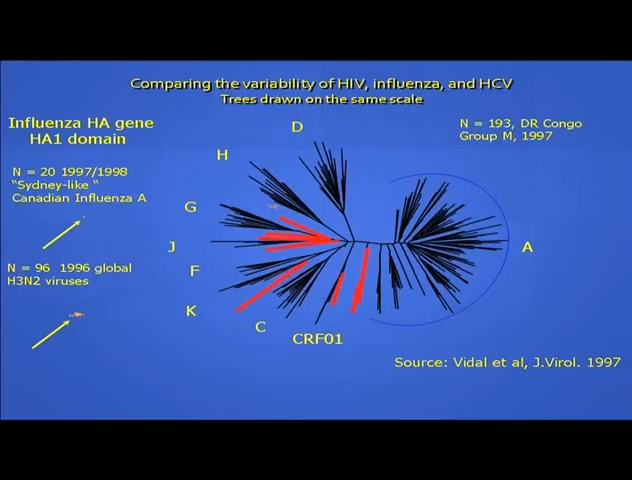 Comparing the variability of HIV, influenza, and HCV
Trees drawn on the same scale
Influenza HA gene
HA1 domain
N = 193, DR Congo
Group M, 1997
N = 20 1997/1998
"Sydney-like "
Canadian Influenza A
N = 96 1996 global
H3N2 viruses
D
H
G
J
F
K
C
CRF01
A
Source: Vidal et al, J.Virol. 1997